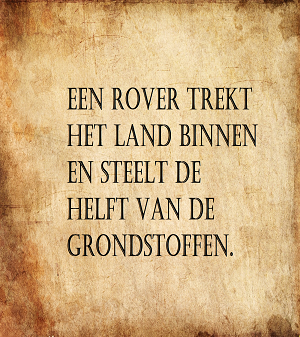 EEN ROVER TREKT
HET LAND BINNEN
EN STEELT DE
HELFT VAN DE
GRONDSTOFFEN.